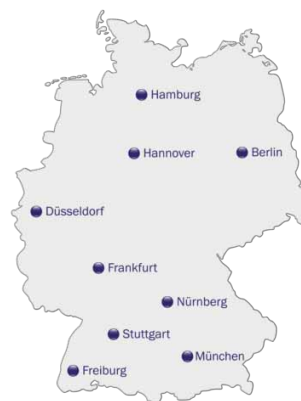 Hamburg
Hannover
Berlin
Düsseldorf
Frankfurt
Nürnberg
Stuttgart
München
Freiburg